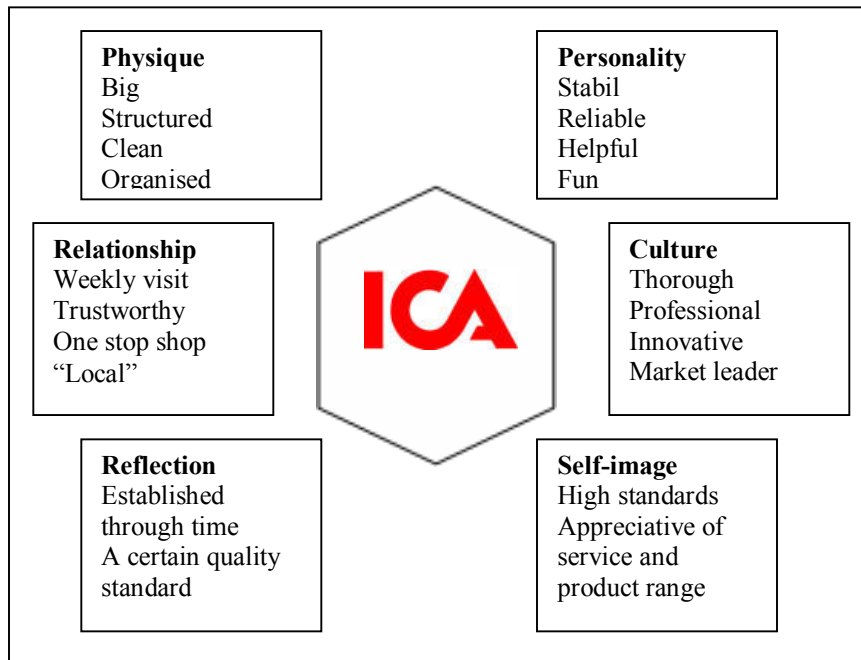 Physique
Big
Structured
Clean
Organised
Personality
Stabil
Reliable
Helpful
Fun
Relationship
Weekly visit
Trustworthy
One stop shop
“Local”
ICA
Culture
Thorough
Professional
Innovative
Market leader
Reflection
Established
through time
A certain quality
standard
Self-image
High standards
Appreciative of
service and
product range